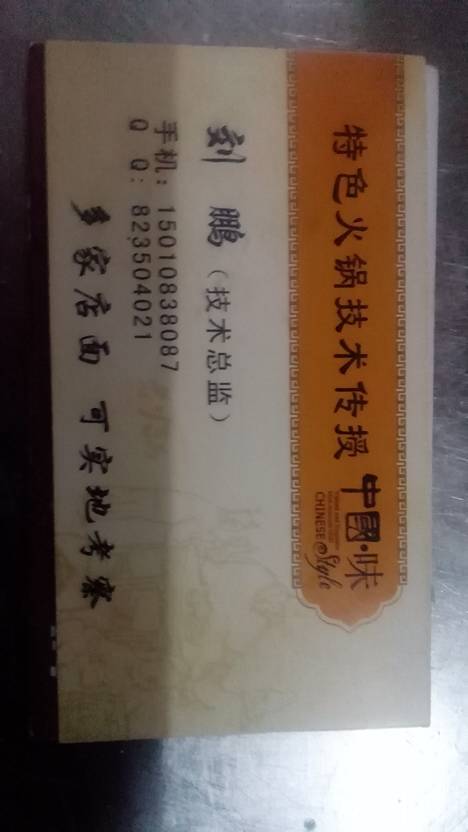 特色火锅技术传授
中國·味
CHINESE Style
刘 鹏（技术总监）
手机：15010838087
Q Q：823504021
多家店面 可实地考察